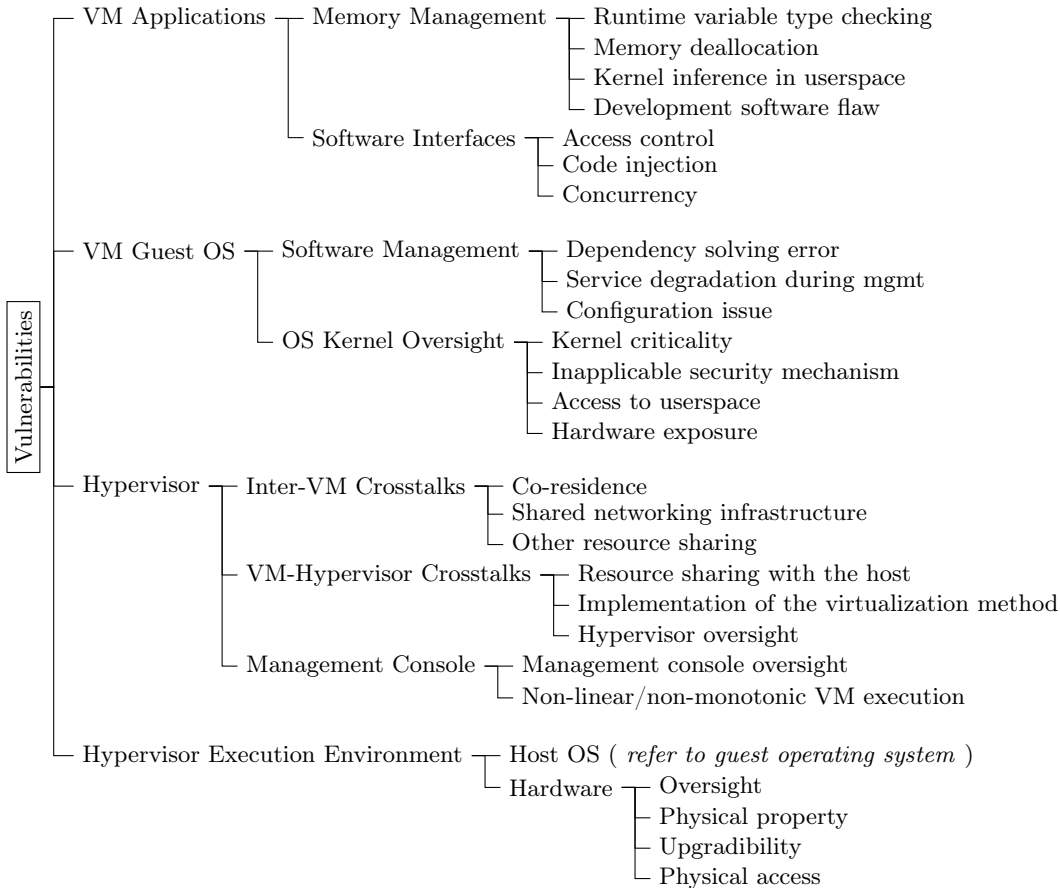 VM Applications Memory Management Runtime variable type checking
Memory deallocation
Kernel inference in userspace
Development software flaw
Software Interfaces Access control
Code injection
Concurrency
VM Guest OS Software Management Dependency solving error
Service degradation during mgmt
Configuration issue
OS Kernel Oversight Kernel criticality
Inapplicable security mechanism
Access to userspace
Hardware exposure
Vulnerabilities
Hypervisor Inter-VM Crosstalks Co-residence
Shared networking infrastructure
Other resource sharing
VM-Hypervisor Crosstalks Resource sharing with the host
Implementation of the virtualization method
Hypervisor oversight
Management Console Management console oversight
Non-linear/non-monotonic VM execution
Hypervisor Execution Environment Host OS ( refer to guest operating system )
Hardware Oversight
Physical property
Upgradibility
Physical access